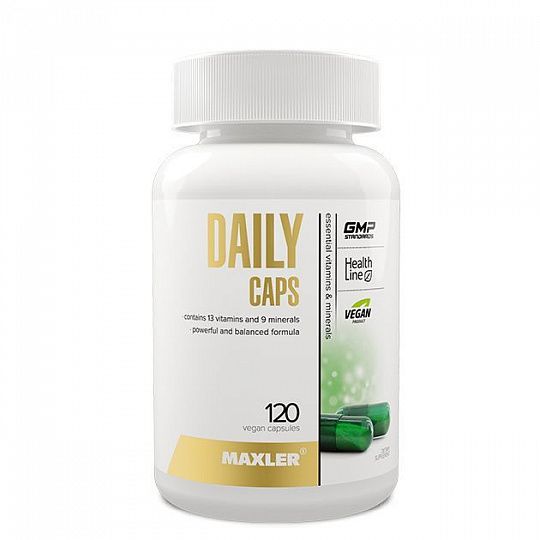 DAILY
CAPS
· contains 13 vitamins and 9 minerals
· powerful and balanced formula
120
vegan capsules
MAXLER®
essential vitamins & minerals
GMP
STANDARDS
Health
Line
VEGAN
PRODUCT